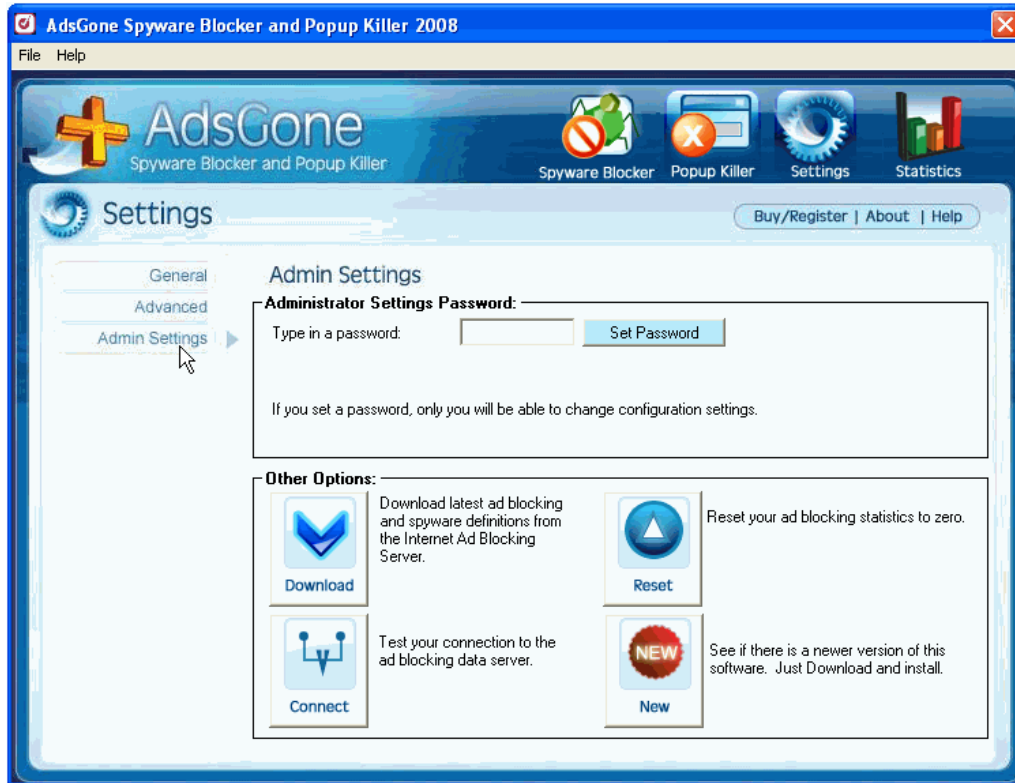 AdsGone Spyware Blocker and Popup Killer 2008
File Help
AdsGone
Spyware Blocker and Popup Killer
Spyware Blocker Popup Killer Settings Statistics
Settings
Buy/Register | About | Help
General
Advanced
Admin Settings
Admin Settings
Administrator Settings Password:
Type in a password:
Set Password
If you set a password, only you will be able to change configuration settings.
Other Options:
Download latest ad blocking
and spyware definitions from
the Internet Ad Blocking
Server.
Download
Reset your ad blocking statistics to zero.
Reset
Test your connection to the
ad blocking data server.
Connect
NEW
See if there is a newer version of this
software. Just Download and install.
New